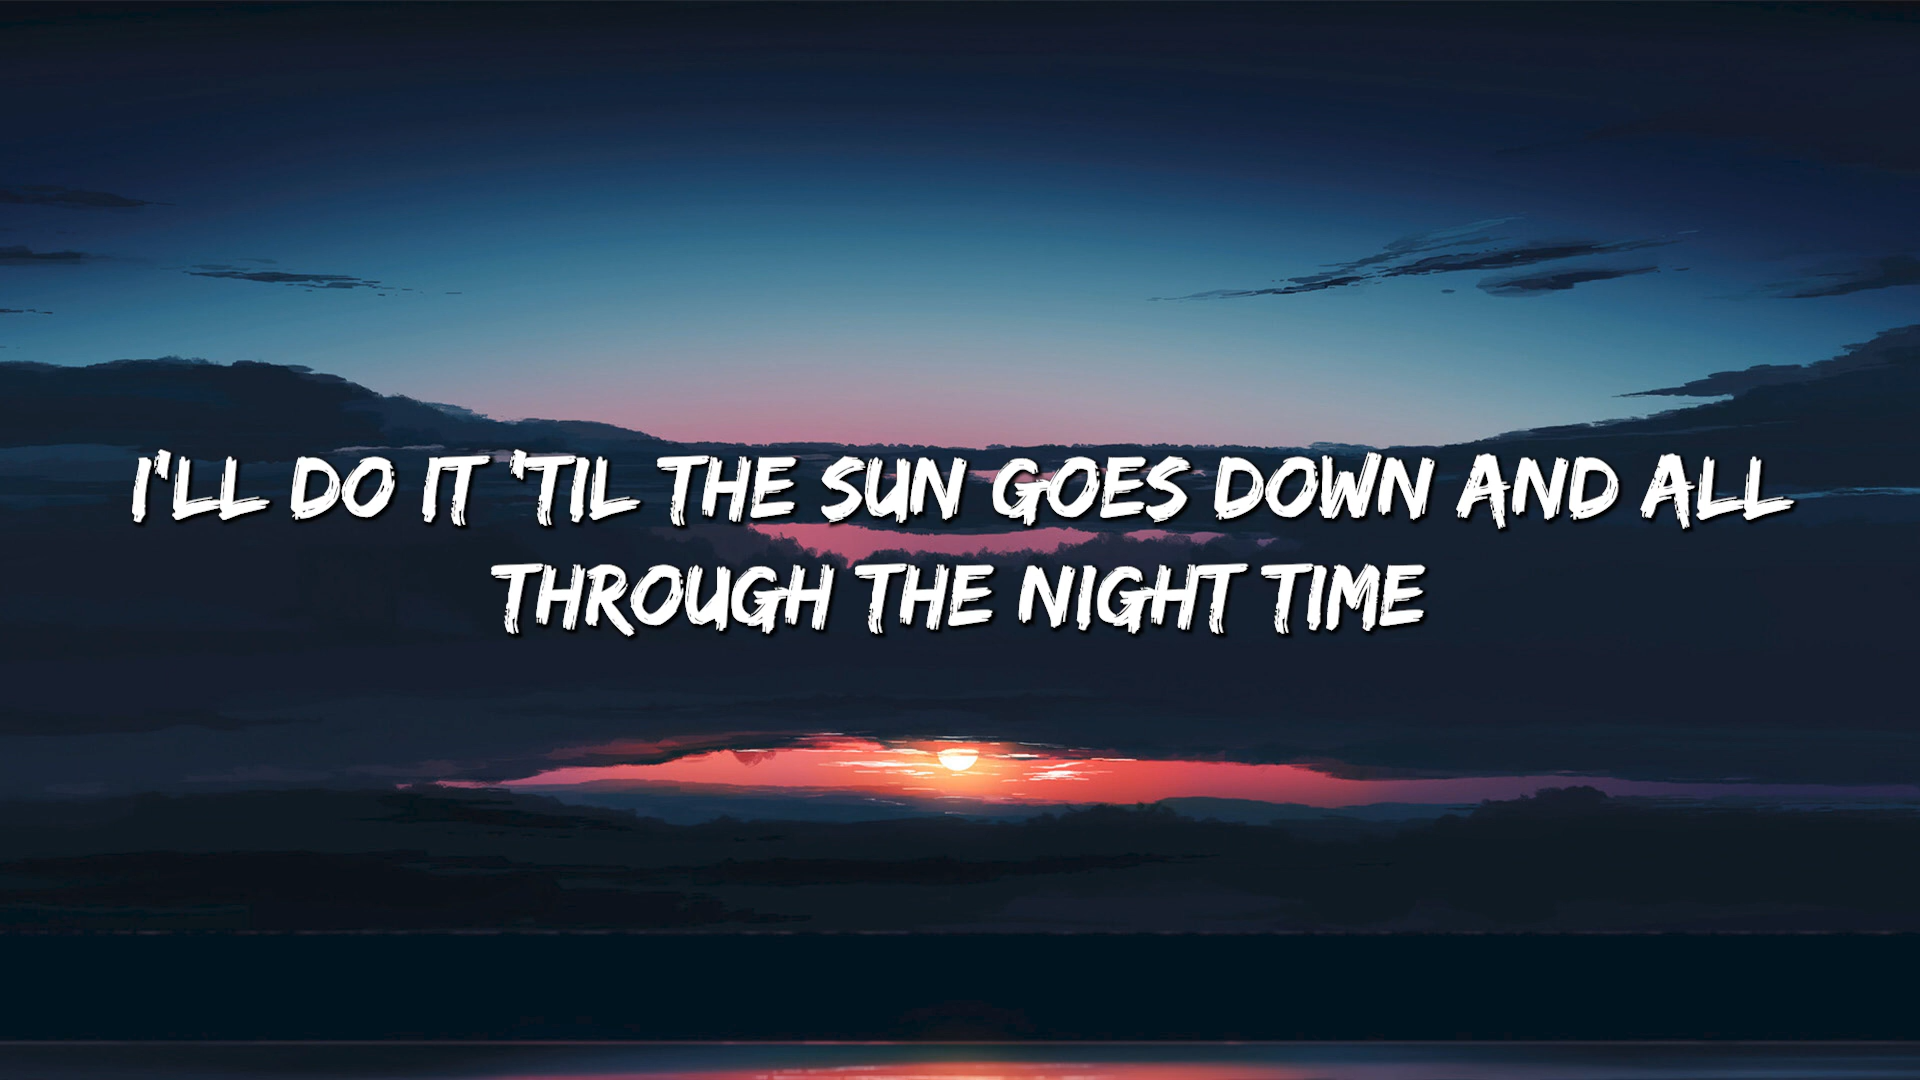 I'LL DO IT 'TIL THE SUN GOES DOWN AND ALL
THROUGH THE NIGHT TIME